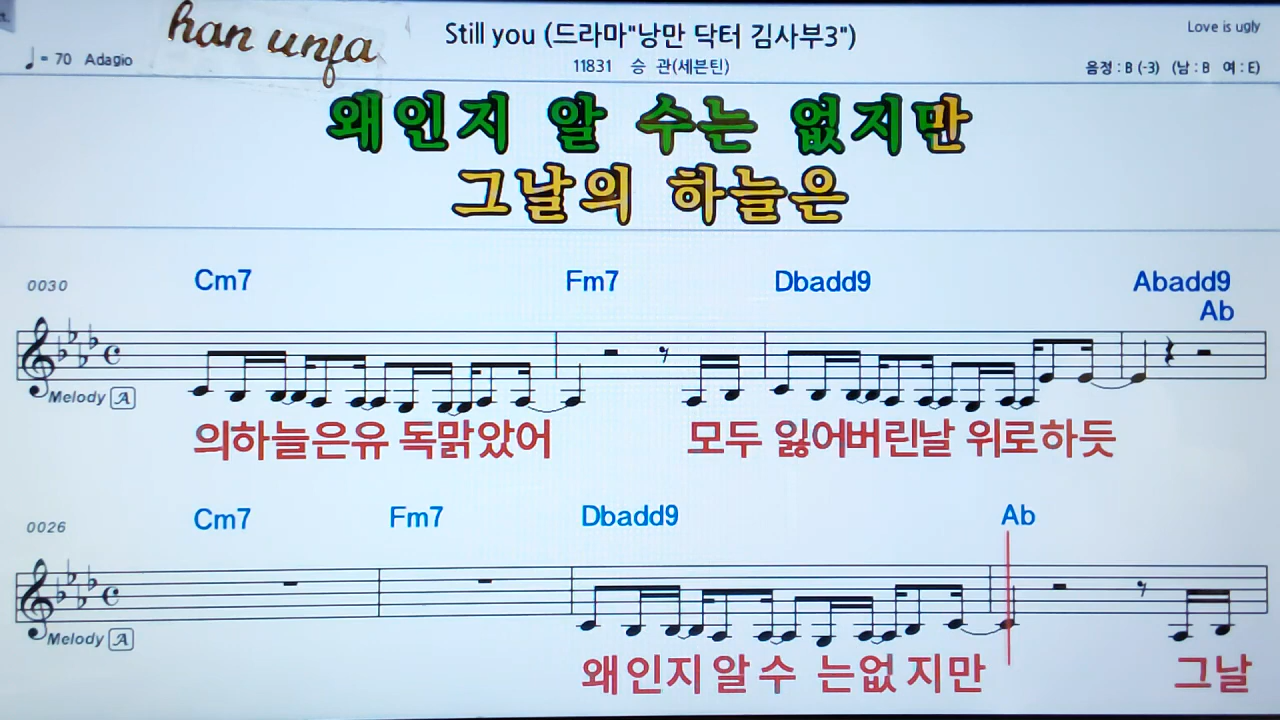 han unfa
Still you (드라마"낭만 닥터 김사부3")
Love is ugly
♩= 70 Adagio
11831 승 관(세븐틴)
음정 : B (-3) (남 : B 여 : E)
왜인지 알 수는 없지만
그날의 하늘은
0030
Cm7 Fm7 Dbadd9 Abadd9
Ab
Melody A
의하늘은유 독맑았어 모두 잃어버린날 위로하듯
0026
Cm7 Fm7 Dbadd9 Ab
Melody A
왜인지알수 는없지만 그날